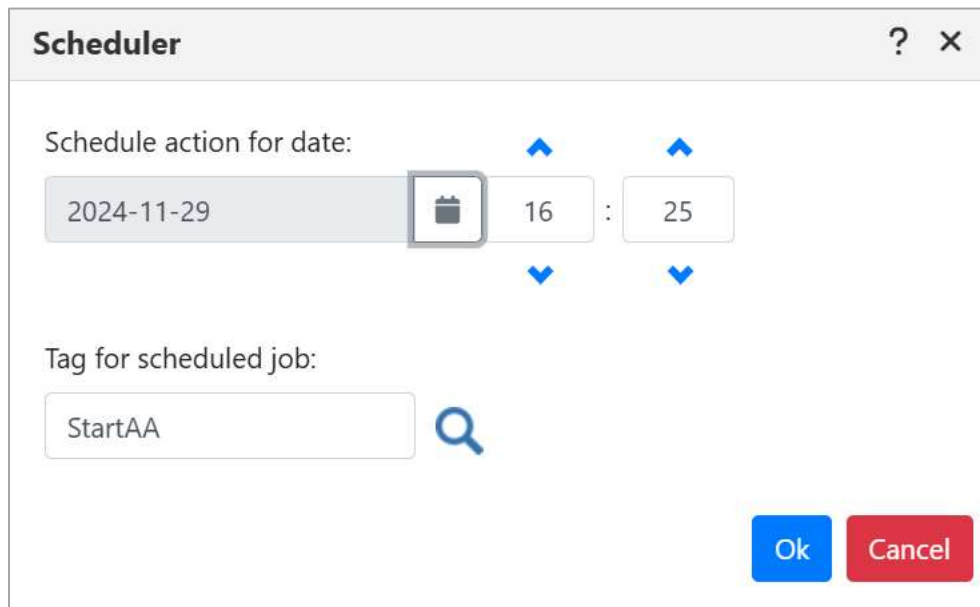 Scheduler ? ×
Schedule action for date:
2024-11-29 16 : 25
Tag for scheduled job:
StartAA
Ok Cancel